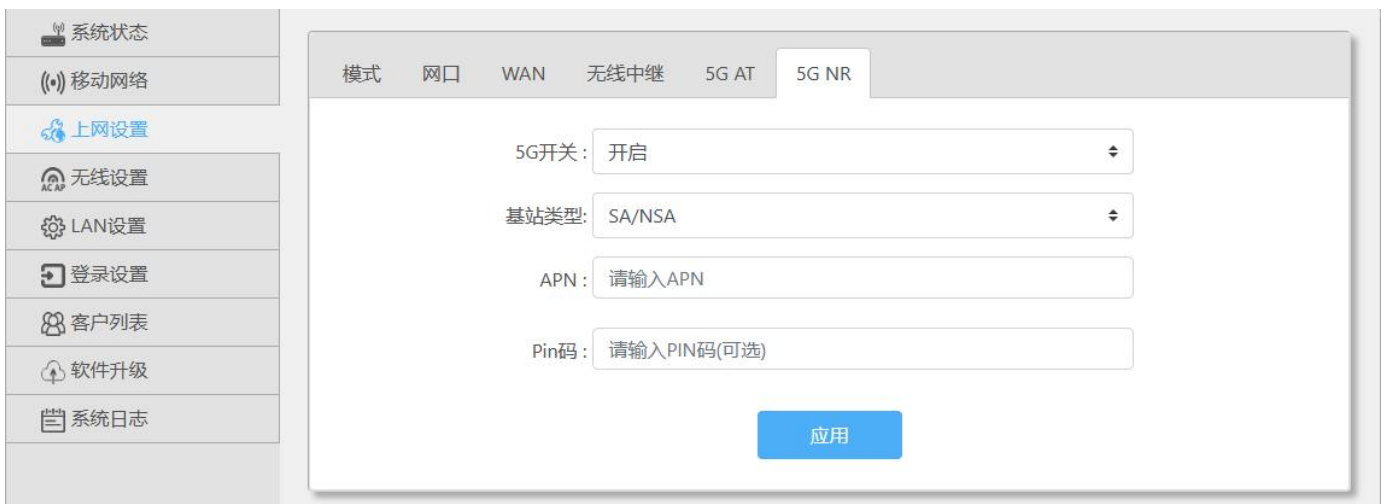 系统状态
移动网络
上网设置
AC AP
无线设置
LAN设置
登录设置
客户列表
软件升级
系统日志
模式 网口 WAN 无线中继 5G AT 5G NR
5G开关 : 开启
基站类型: SA/NSA
APN : 请输入APN
Pin码 : 请输入PIN码(可选)
应用